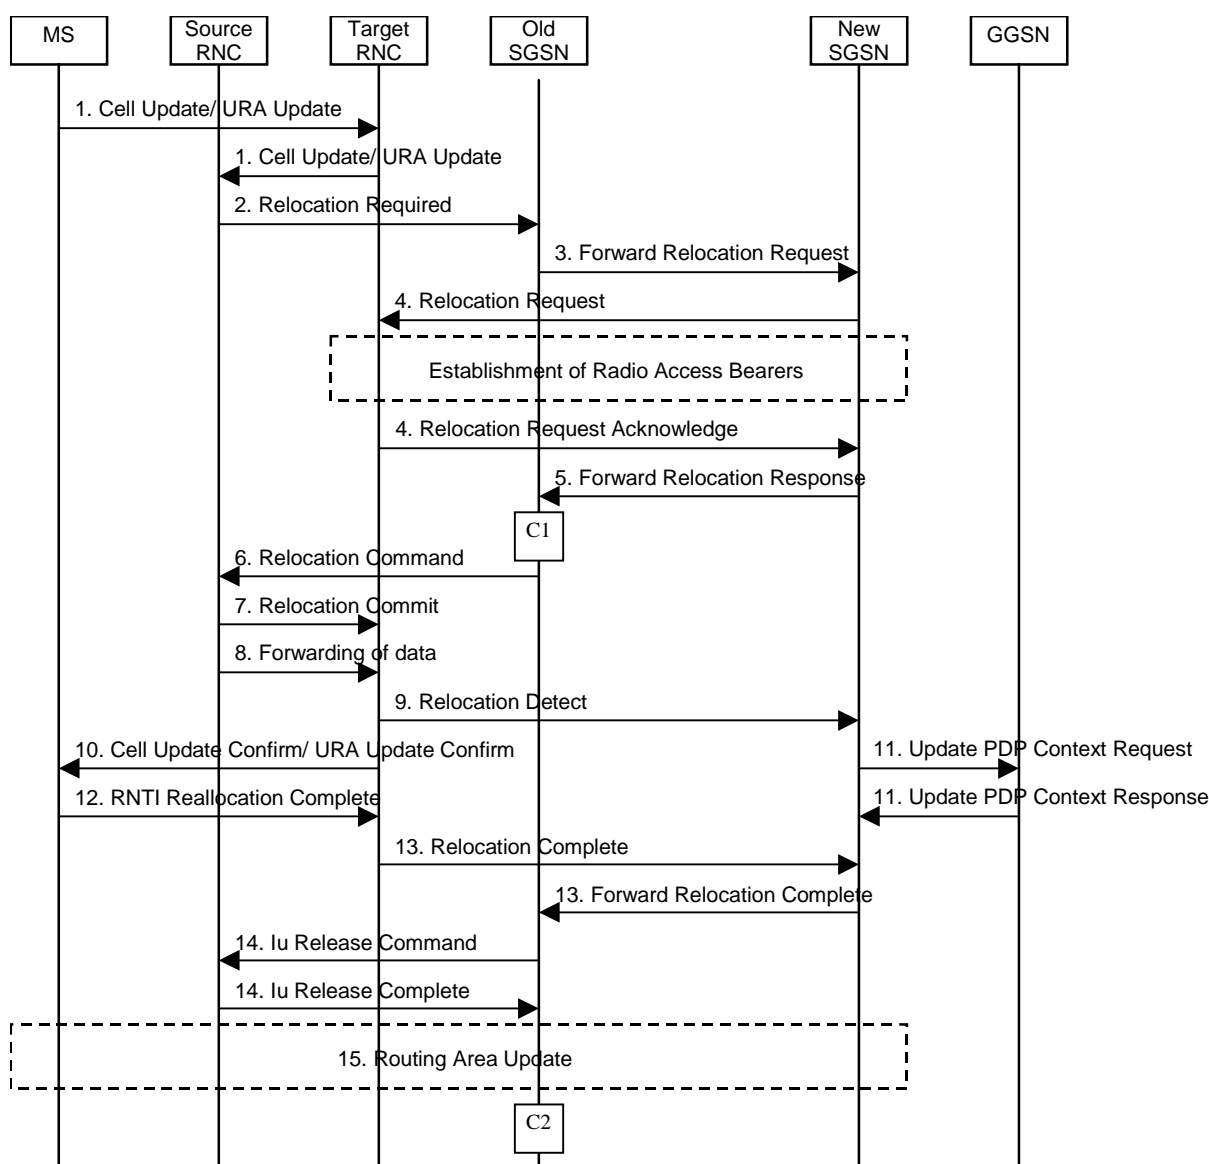 MS
Source
RNC
Target
RNC
Old
SGSN
New
SGSN
GGSN
1. Cell Update/ URA Update
1. Cell Update/ URA Update
2. Relocation Required
3. Forward Relocation Request
4. Relocation Request
Establishment of Radio Access Bearers
4. Relocation Request Acknowledge
5. Forward Relocation Response
C1
6. Relocation Command
7. Relocation Commit
8. Forwarding of data
9. Relocation Detect
10. Cell Update Confirm/ URA Update Confirm
11. Update PDP Context Request
12. RNTI Reallocation Complete
11. Update PDP Context Response
13. Relocation Complete
13. Forward Relocation Complete
14. Iu Release Command
14. Iu Release Complete
15. Routing Area Update
C2